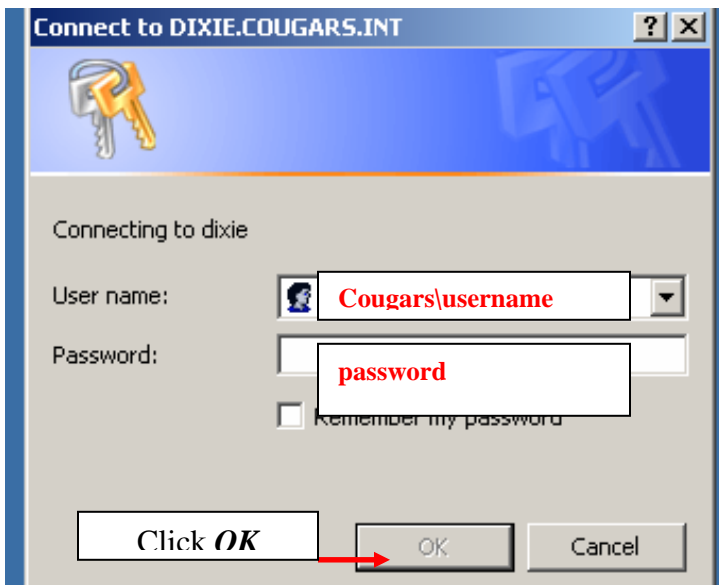 Connect to DIXIE.COUGARS.INT
Connecting to dixie
User name: Cougars\username
Password: password
Remember my password
Click OK OK Cancel